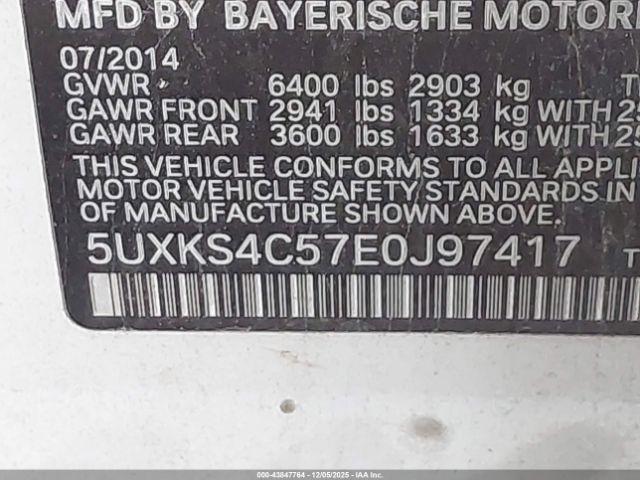 MFD BY BAYERISCHE MOTOR
07/2014
GVWR 6400 lbs 2903 kg
GAWR FRONT 2941 lbs 1334 kg WITH
GAWR REAR 3600 lbs 1633 kg WITH
THIS VEHICLE CONFORMS TO ALL APPLI
MOTOR VEHICLE SAFETY STANDARDS IN
OF MANUFACTURE SHOWN ABOVE.
5UXKS4C57E0J97417
000-43847764 - 12/05/2025 - IAAI.com